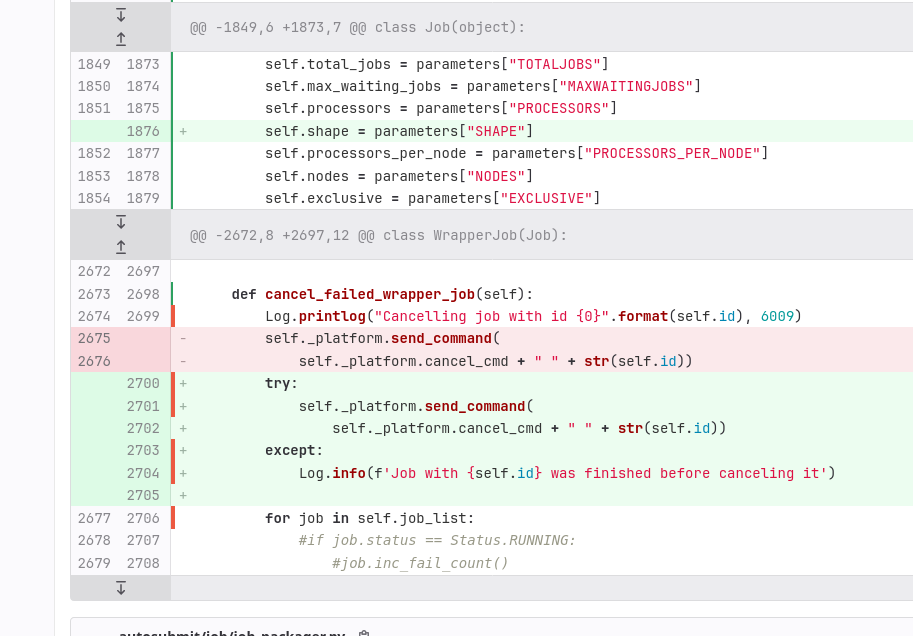 @@ -1849,6 +1873,7 @@ class Job(object):
1849 1873 self.total_jobs = parameters["TOTALJOBS"]
1850 1874 self.max_waiting_jobs = parameters["MAXWAITINGJOBS"]
1851 1875 self.processors = parameters["PROCESSORS"]
1876 + self.shape = parameters["SHAPE"]
1852 1877 self.processors_per_node = parameters["PROCESSORS_PER_NODE"]
1853 1878 self.nodes = parameters["NODES"]
1854 1879 self.exclusive = parameters["EXCLUSIVE"]
@@ -2672,8 +2697,12 @@ class WrapperJob(Job):
2672 2697
2673 2698 def cancel_failed_wrapper_job(self):
2674 2699 Log.printlog("Cancelling job with id {0}".format(self.id), 6009)
2675 - self._platform.send_command(
2676 - self._platform.cancel_cmd + " " + str(self.id))
2700 + try:
2701 + self._platform.send_command(
2702 + self._platform.cancel_cmd + " " + str(self.id))
2703 + except:
2704 + Log.info(f'Job with {self.id} was finished before canceling it')
2705 +
2677 2706 for job in self.job_list:
2678 2707 #if job.status == Status.RUNNING:
2679 2708 #job.inc_fail_count()
autosubmit/job/job_packager.py